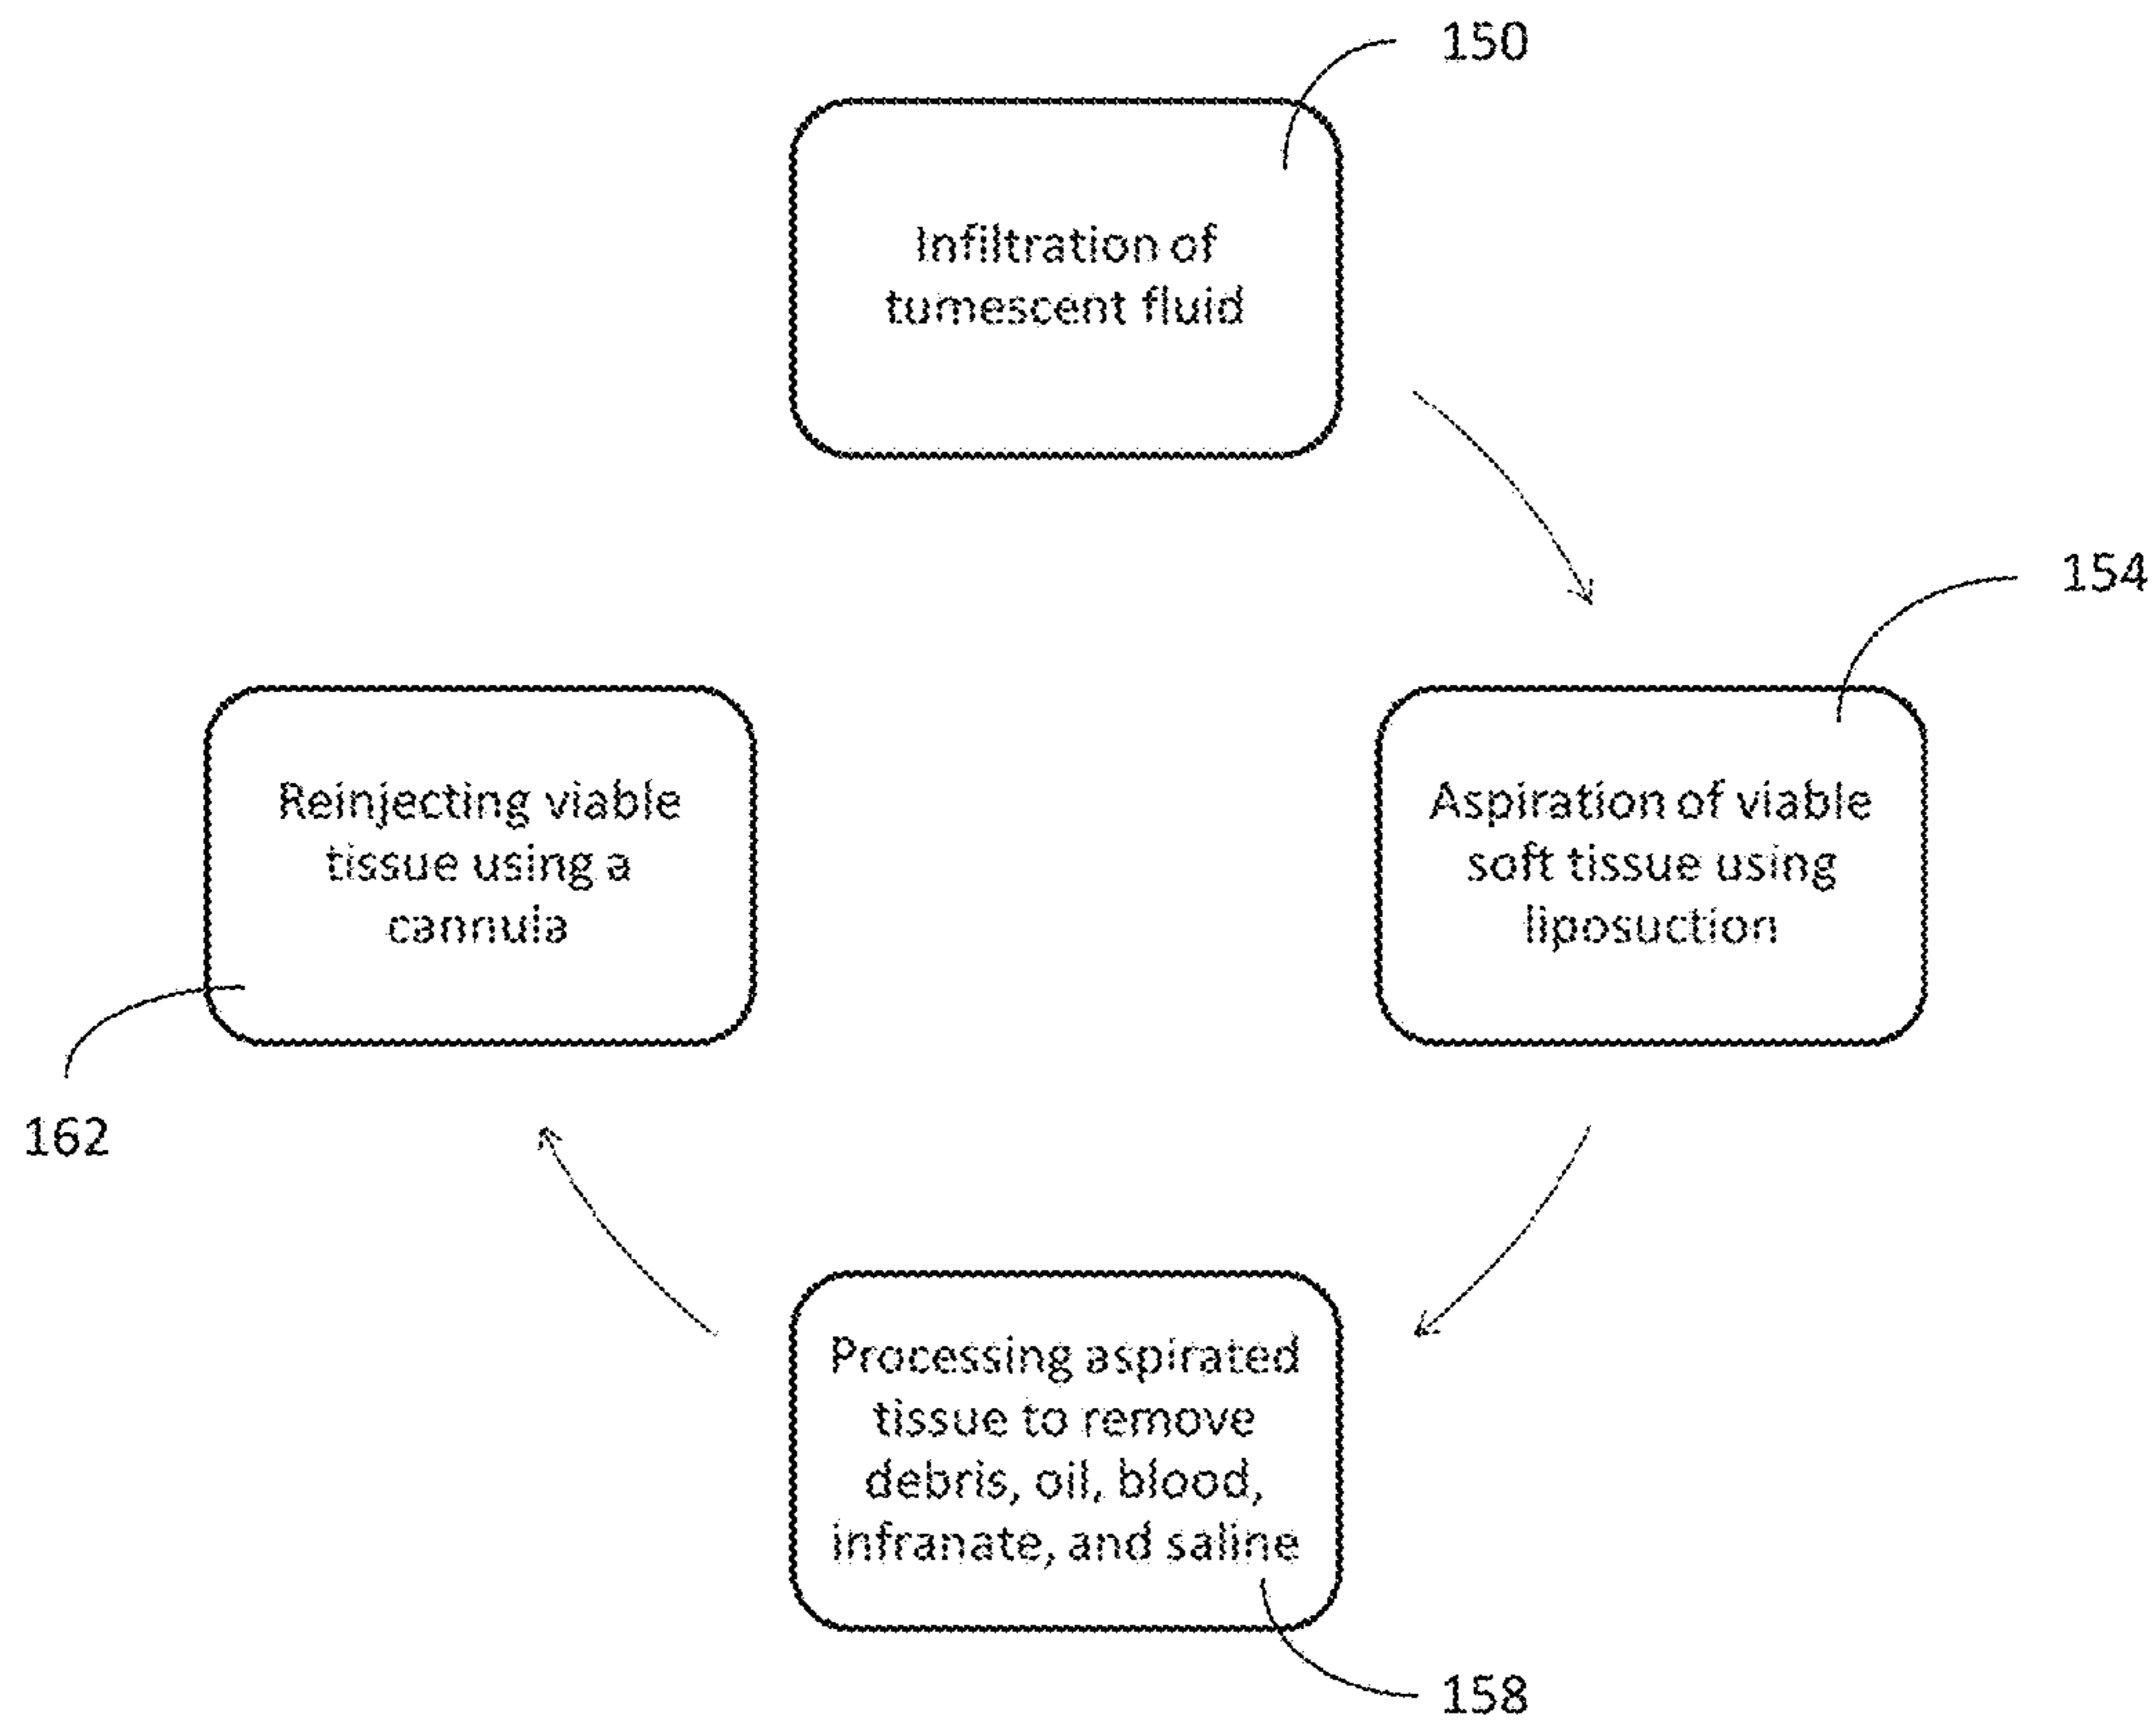 150
Infiltration of
tumescent fluid
154
Aspiration of viable
soft tissue using
liposuction
Processing aspirated
tissue to remove
debris, oil, blood,
infranate, and saline
158
Reinjecting viable
tissue using a
cannula
162